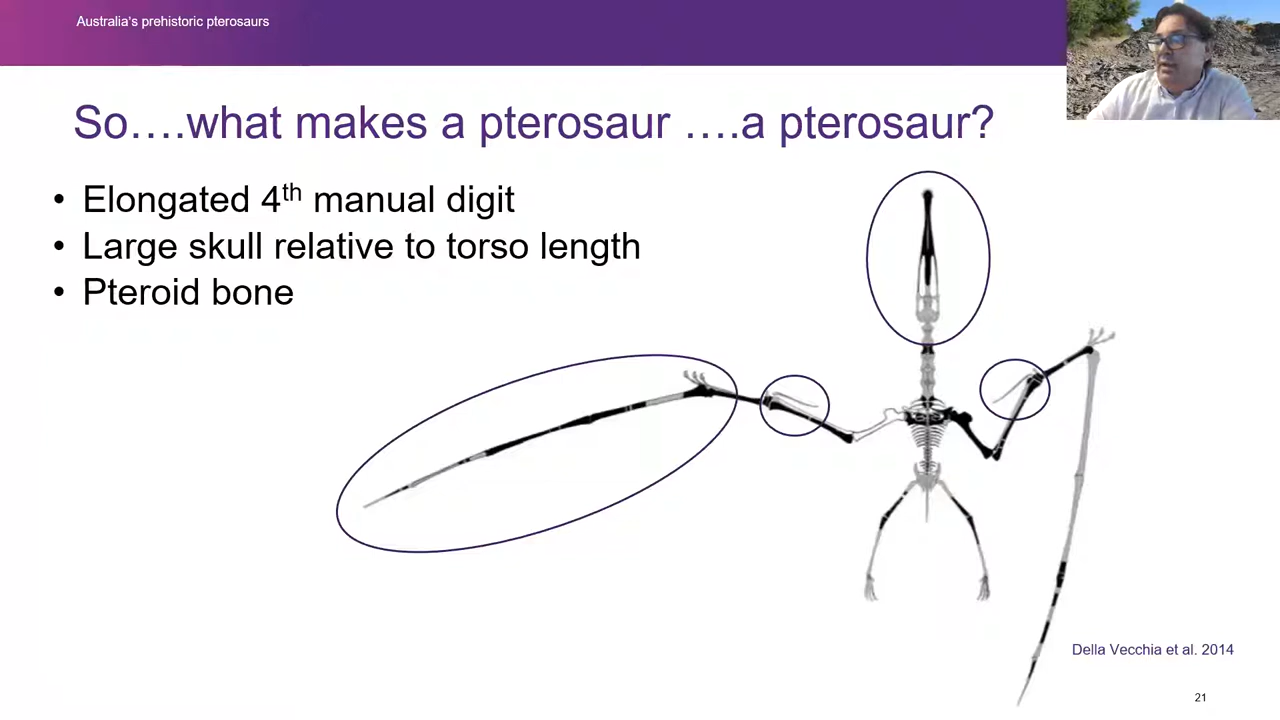 Australia's prehistoric pterosaurs
So….what makes a pterosaur ….a pterosaur?
• Elongated 4th manual digit
• Large skull relative to torso length
• Pteroid bone
Della Vecchia et al. 2014
21